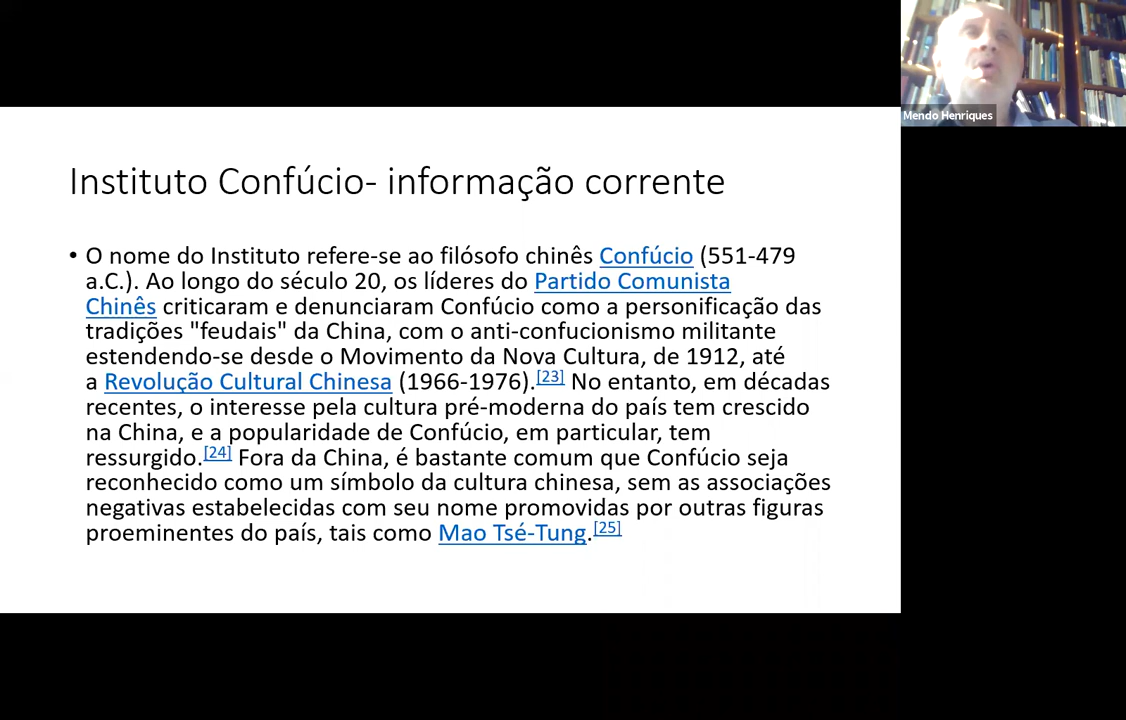 Mendo Henriques
Instituto Confúcio- informação corrente
• O nome do Instituto refere-se ao filósofo chinês Confúcio (551-479
a.C.). Ao longo do século 20, os líderes do Partido Comunista
Chinês criticaram e denunciaram Confúcio como a personificação das
tradições "feudais" da China, com o anti-confucionismo militante
estendendo-se desde o Movimento da Nova Cultura, de 1912, até
a Revolução Cultural Chinesa (1966-1976).[23] No entanto, em décadas
recentes, o interesse pela cultura pré-moderna do país tem crescido
na China, e a popularidade de Confúcio, em particular, tem
ressurgido.[24] Fora da China, é bastante comum que Confúcio seja
reconhecido como um símbolo da cultura chinesa, sem as associações
negativas estabelecidas com seu nome promovidas por outras figuras
proeminentes do país, tais como Mao Tsé-Tung.[25]